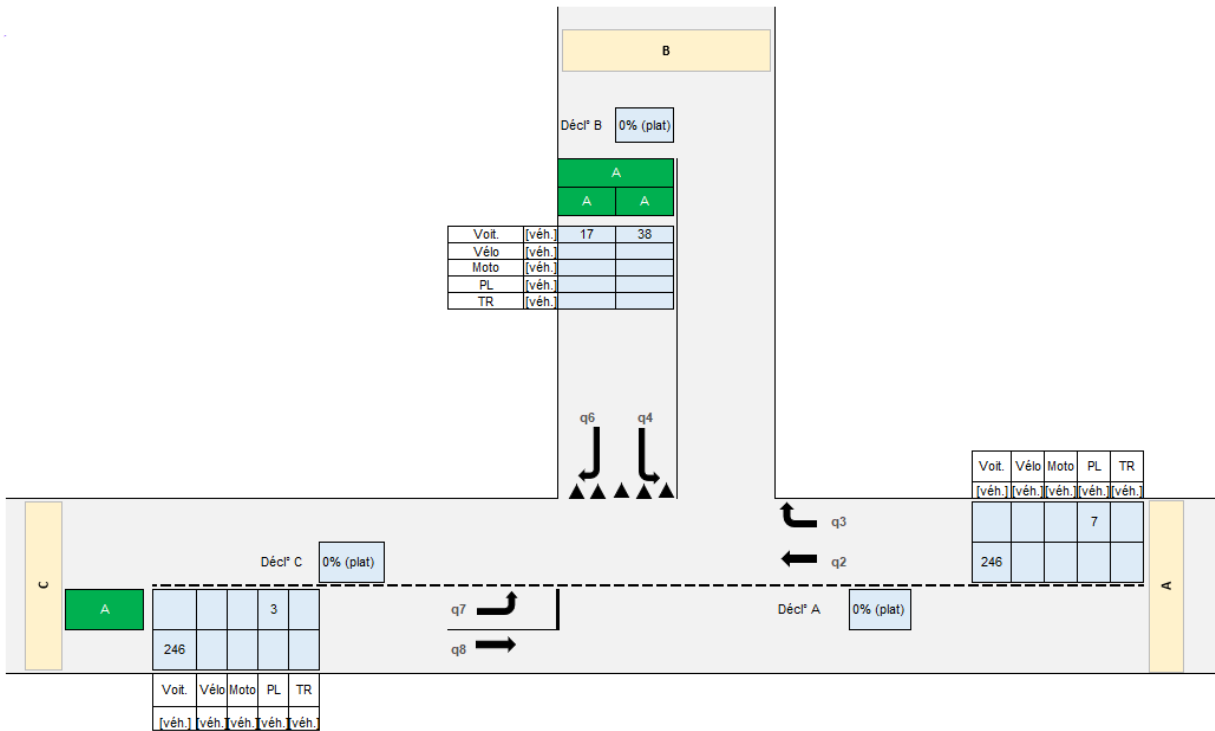 B
Décl° B 0% (plat)
A
A A
Voit. [véh.] 17 38
Vélo [véh.]
Moto [véh.]
PL [véh.]
TR [véh.]
q6 q4
Voit. Vélo Moto PL TR
[véh.] [véh.] [véh.] [véh.] [véh.]
q3 7
Décl° C 0% (plat) q2 246
C A
A 3 q7 Décl° A 0% (plat)
246 q8
Voit. Vélo Moto PL TR
[véh.] [véh.] [véh.] [véh.] [véh.]